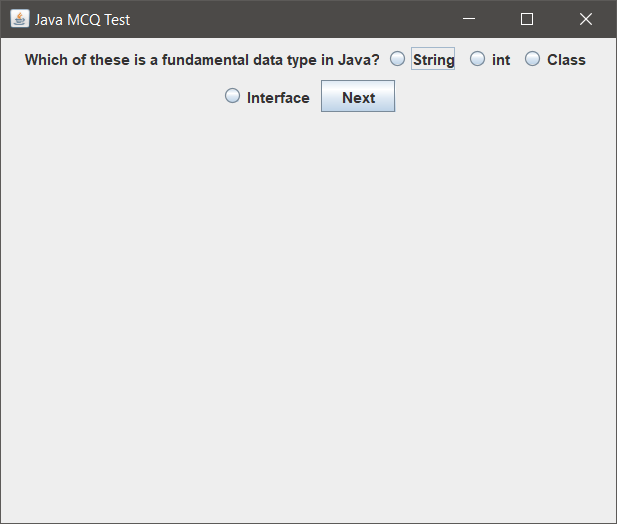 Java MCQ Test
Which of these is a fundamental data type in Java? String int Class
Interface Next